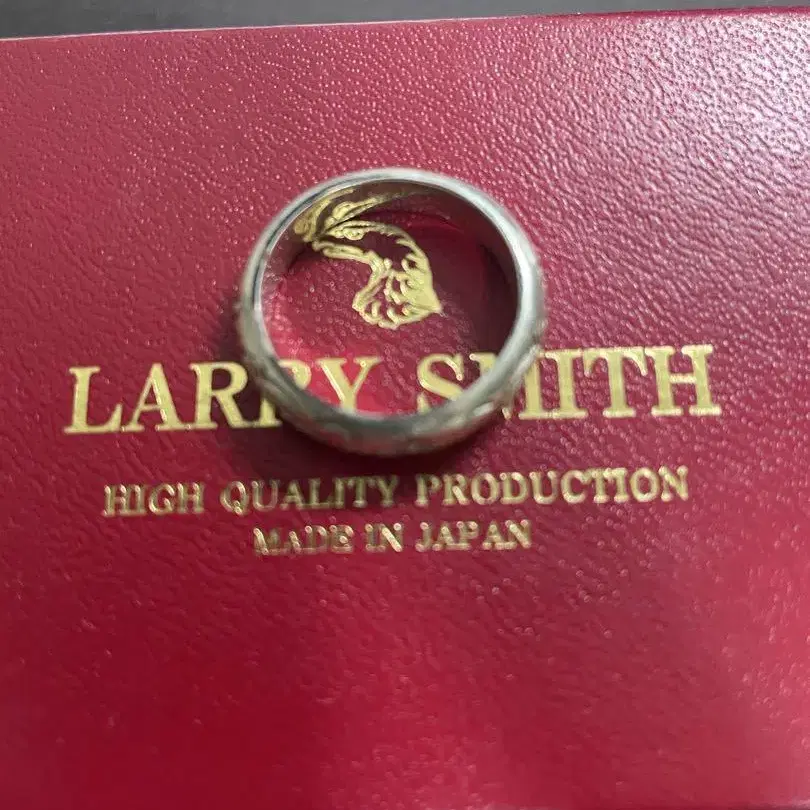 LARRY SMITH
HIGH QUALITY PRODUCTION
MADE IN JAPAN